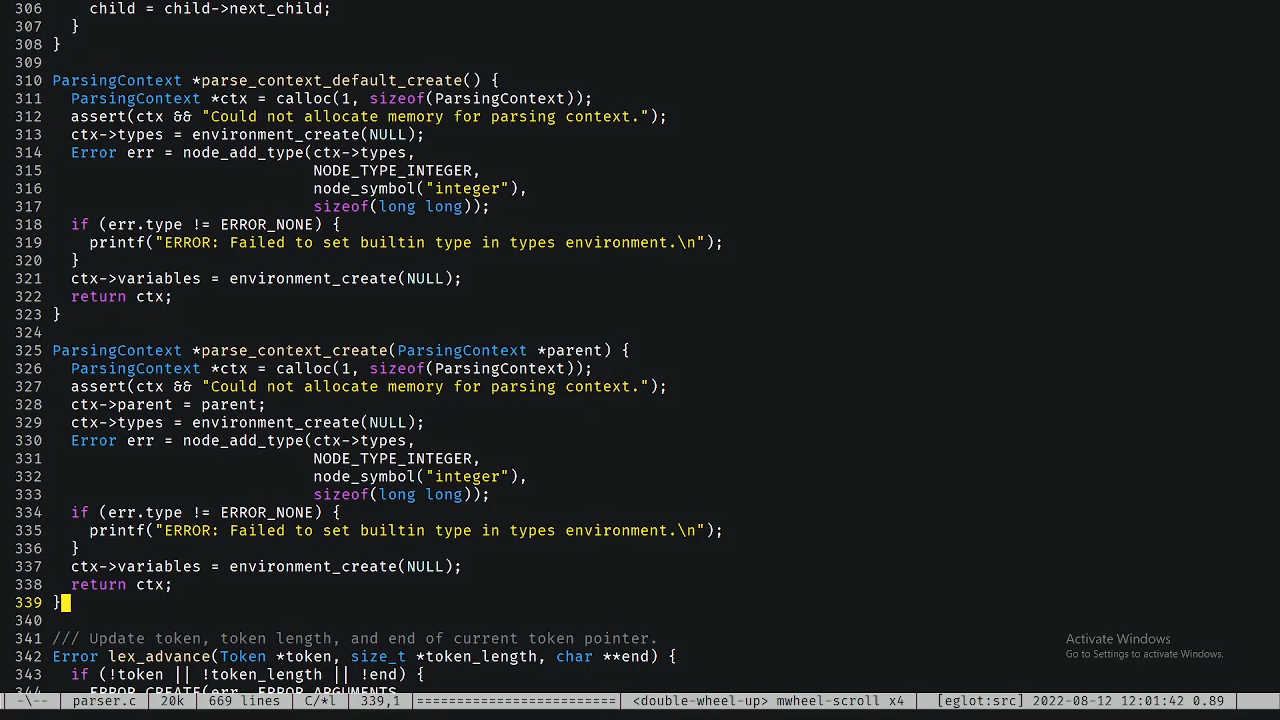 306     child = child->next_child;
307   }
308 }
309
310 ParsingContext *parse_context_default_create() {
311   ParsingContext *ctx = calloc(1, sizeof(ParsingContext));
312   assert(ctx && "Could not allocate memory for parsing context.");
313   ctx->types = environment_create(NULL);
314   Error err = node_add_type(ctx->types,
315                             NODE_TYPE_INTEGER,
316                             node_symbol("integer"),
317                             sizeof(long long));
318   if (err.type != ERROR_NONE) {
319     printf("ERROR: Failed to set builtin type in types environment.\n");
320   }
321   ctx->variables = environment_create(NULL);
322   return ctx;
323 }
324
325 ParsingContext *parse_context_create(ParsingContext *parent) {
326   ParsingContext *ctx = calloc(1, sizeof(ParsingContext));
327   assert(ctx && "Could not allocate memory for parsing context.");
328   ctx->parent = parent;
329   ctx->types = environment_create(NULL);
330   Error err = node_add_type(ctx->types,
331                             NODE_TYPE_INTEGER,
332                             node_symbol("integer"),
333                             sizeof(long long));
334   if (err.type != ERROR_NONE) {
335     printf("ERROR: Failed to set builtin type in types environment.\n");
336   }
337   ctx->variables = environment_create(NULL);
338   return ctx;
339 }
340
341 /// Update token, token length, and end of current token pointer.
342 Error lex_advance(Token *token, size_t *token_length, char **end) {
343   if (!token || !token_length || !end) {
344     ERROR_CREATE(err, ERROR_ARGUMENTS,
Activate Windows
Go to Settings to activate Windows.
-\-- parser.c 20k 669 lines C/*l 339,1 ===================== <double-wheel-up> mwheel-scroll x4 [eglot:src] 2022-08-12 12:01:42 0.89